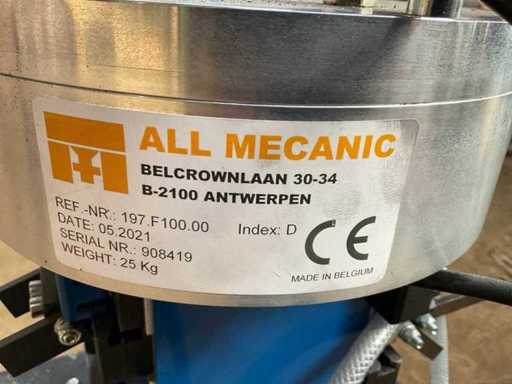 ALL MECANIC
BELCROWNLAAN 30-34
B-2100 ANTWERPEN
REF.-NR.: 197.F100.00 Index: D
DATE: 05.2021
SERIAL NR.: 908419
WEIGHT: 25 Kg
CE
MADE IN BELGIUM